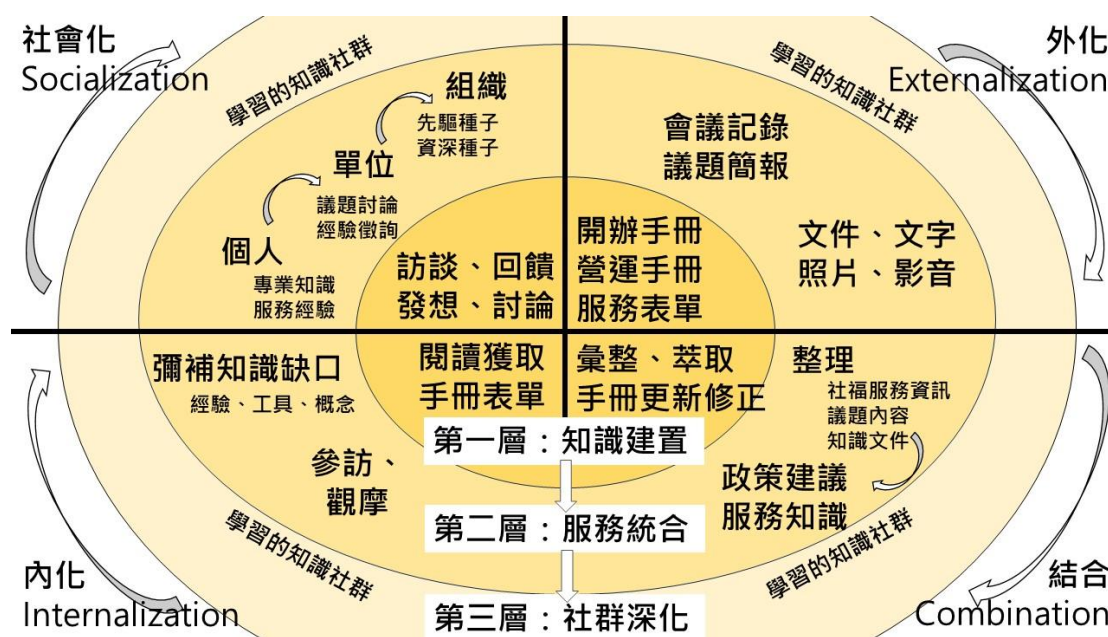 社會化
Socialization
學習的知識社群
組織
先驅種子
資深種子
單位
議題討論
經驗徵詢
個人
專業知識
服務經驗
訪談、回饋
發想、討論
外化
Externalization
學習的知識社群
會議記錄
議題簡報
文件、文字
照片、影音
開辦手冊
營運手冊
服務表單
彌補知識缺口
經驗、工具、概念
閱讀獲取
手冊表單
參訪、
觀摩
學習的知識社群
內化
Internalization
彙整、萃取
手冊更新修正
整理
社福服務資訊
議題內容
知識文件
政策建議
服務知識
學習的知識社群
結合
Combination
第一層：知識建置
第二層：服務統合
第三層：社群深化